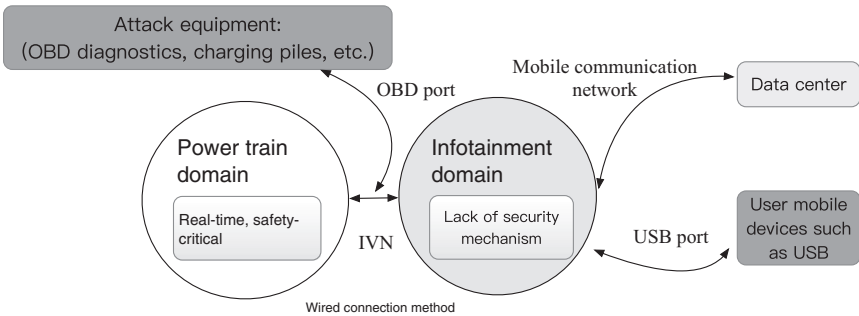 Attack equipment:
(OBD diagnostics, charging piles, etc.)
OBD port
Mobile communication
network
Data center
Power train
domain
Real-time, safety-
critical
IVN
Infotainment
domain
Lack of security
mechanism
USB port
User mobile
devices such
as USB
Wired connection method